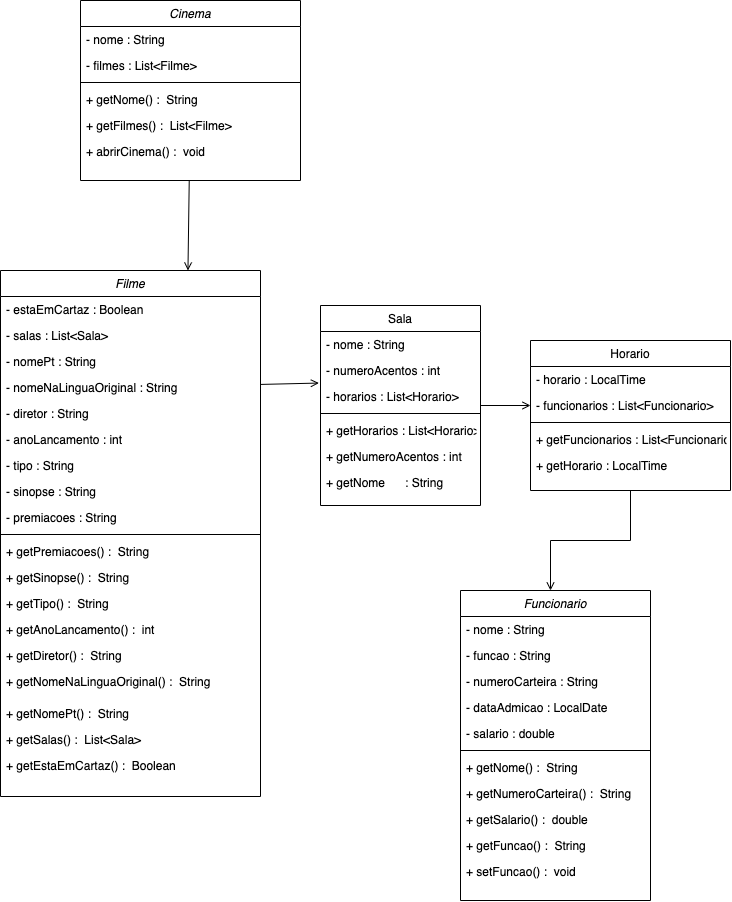 Cinema
- nome : String
- filmes : List<Filme>
+ getNome() : String
+ getFilmes() : List<Filme>
+ abrirCinema() : void
Filme
- estaEmCartaz : Boolean
- salas : List<Sala>
- nomePt : String
- nomeNaLinguaOriginal : String
- diretor : String
- anoLancamento : int
- tipo : String
- sinopse : String
- premiacoes : String
+ getPremiacoes() : String
+ getSinopse() : String
+ getTipo() : String
+ getAnoLancamento() : int
+ getDiretor() : String
+ getNomeNaLinguaOriginal() : String
+ getNomePt() : String
+ getSalas() : List<Sala>
+ getEstaEmCartaz() : Boolean
Sala
- nome : String
- numeroAcentos : int
- horarios : List<Horario>
+ getHorarios : List<Horario>
+ getNumeroAcentos : int
+ getNome : String
Horario
- horario : LocalTime
- funcionarios : List<Funcionario>
+ getFuncionarios : List<Funcionario
+ getHorario : LocalTime
Funcionario
- nome : String
- funcao : String
- numeroCarteira : String
- dataAdmicao : LocalDate
- salario : double
+ getNome() : String
+ getNumeroCarteira() : String
+ getSalario() : double
+ getFuncao() : String
+ setFuncao() : void